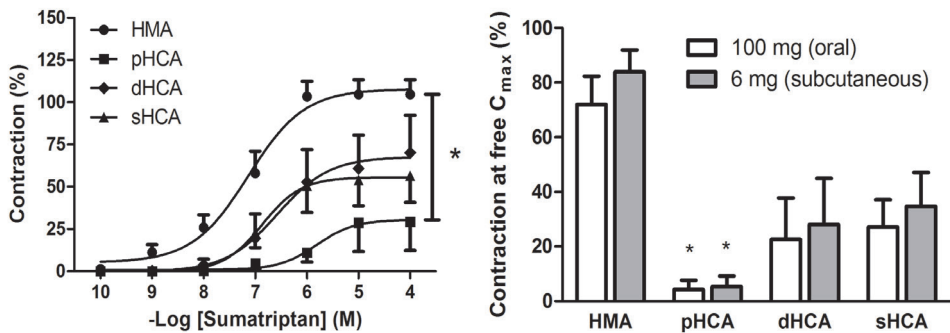 Contraction (%)
150
125
100
75
50
25
0
HMA
pHCA
dHCA
sHCA
*
10 9 8 7 6 5 4
-Log [Sumatriptan] (M)
Contraction at free Cmax (%)
100
80
60
40
20
0
100 mg (oral)
6 mg (subcutaneous)
* *
HMA pHCA dHCA sHCA